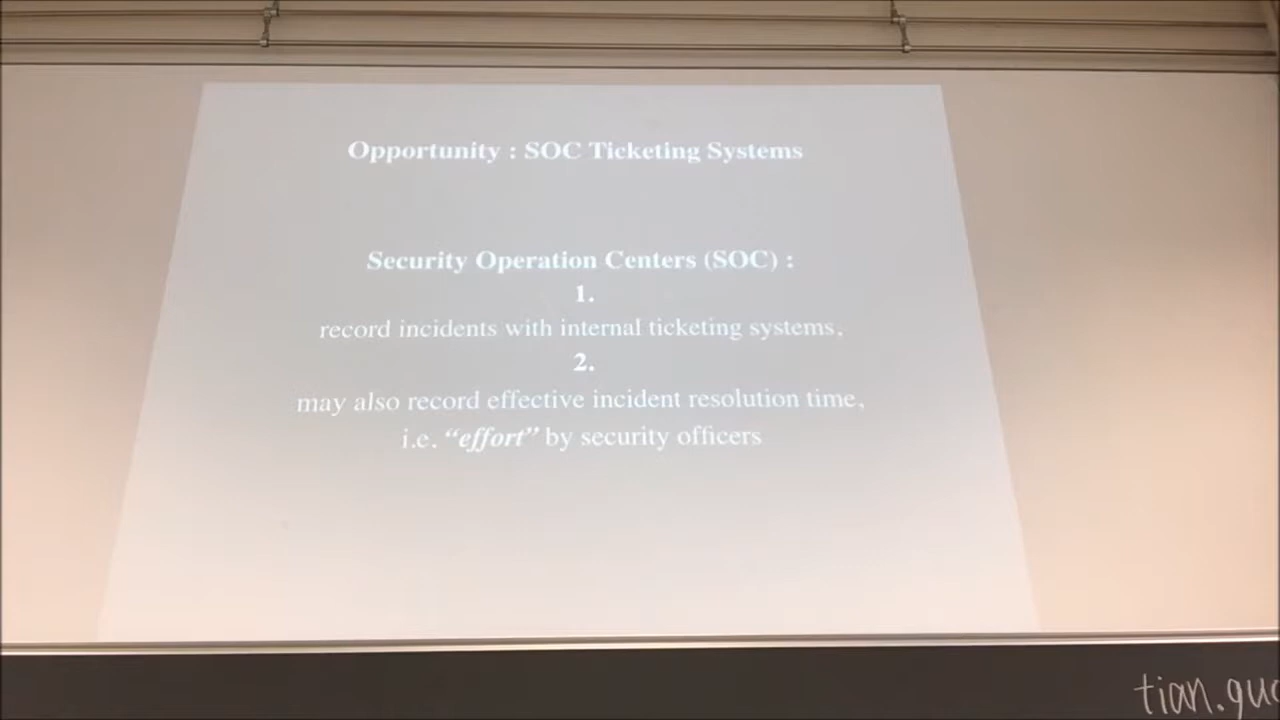 Opportunity : SOC Ticketing Systems
Security Operation Centers (SOC) :
1.
record incidents with internal ticketing systems,
2.
may also record effective incident resolution time,
i.e. “effort” by security officers